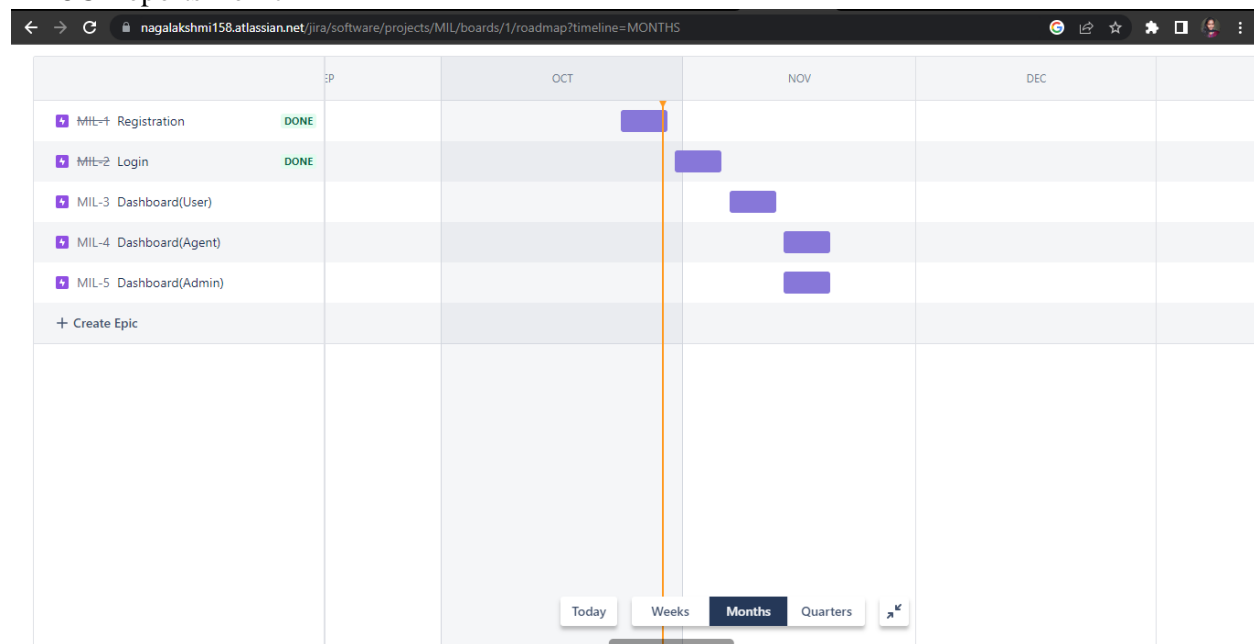 nagalakshmi158.atlassian.net/jira/software/projects/MIL/boards/1/roadmap?timeline=MONTHS
EP OCT NOV DEC
MIL-1 Registration DONE
MIL-2 Login DONE
MIL-3 Dashboard(User)
MIL-4 Dashboard(Agent)
MIL-5 Dashboard(Admin)
+ Create Epic
Today Weeks Months Quarters